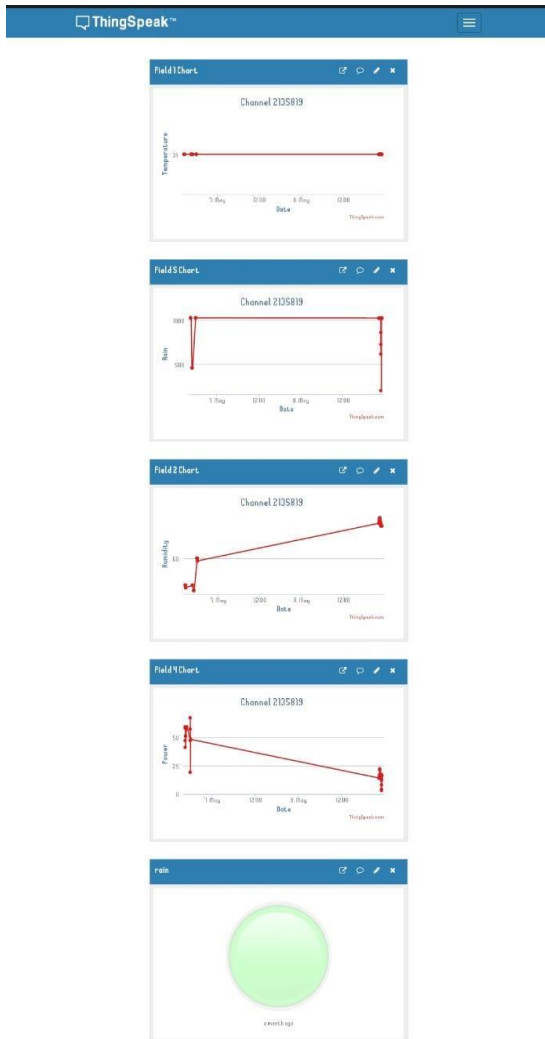 ThingSpeak™
Field 1 Chart
Channel 2135819
Temperature
31
7. May
12:00
8. May
12:00
Date
ThingSpeak.com
Field 5 Chart
Channel 2135819
Rain
1000
500
7. May
12:00
8. May
12:00
Date
ThingSpeak.com
Field 2 Chart
Channel 2135819
Humidity
60
7. May
12:00
8. May
12:00
Date
ThingSpeak.com
Field 4 Chart
Channel 2135819
Power
50
25
0
7. May
12:00
8. May
12:00
Date
ThingSpeak.com
rain
a month ago